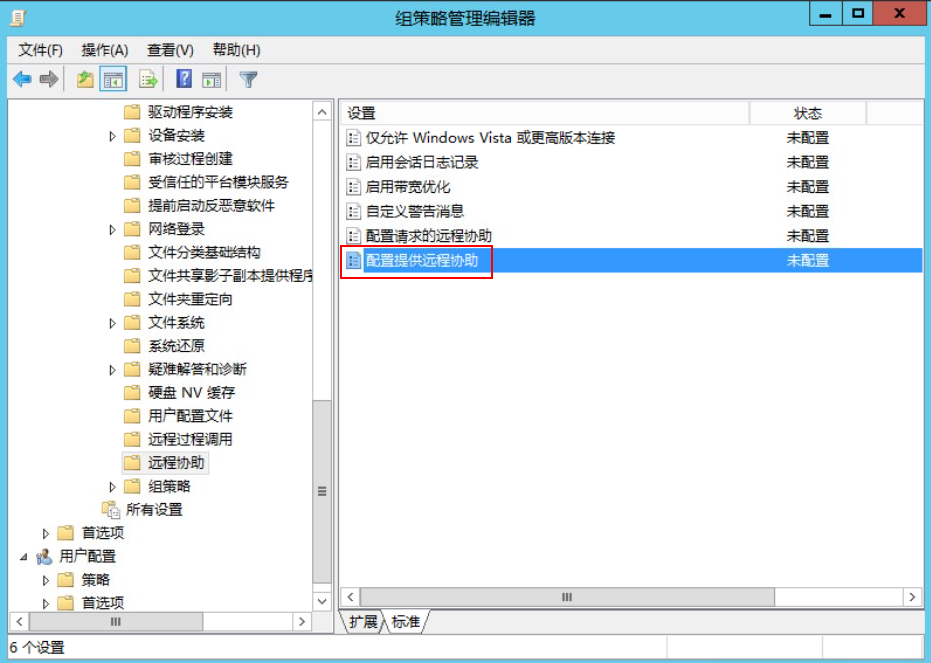 组策略管理编辑器
文件(F) 操作(A) 查看(V) 帮助(H)
驱动程序安装
设备安装
审核过程创建
受信任的平台模块服务
提前启动反恶意软件
网络登录
文件分类基础结构
文件共享影子副本提供程序
文件夹重定向
文件系统
系统还原
疑难解答和诊断
硬盘 NV 缓存
用户配置文件
远程过程调用
远程协助
组策略
所有设置
首选项
用户配置
策略
首选项
设置 状态
仅允许 Windows Vista 或更高版本连接 未配置
启用会话日志记录 未配置
启用带宽优化 未配置
自定义警告消息 未配置
配置请求的远程协助 未配置
配置提供远程协助 未配置
扩展 标准
6 个设置